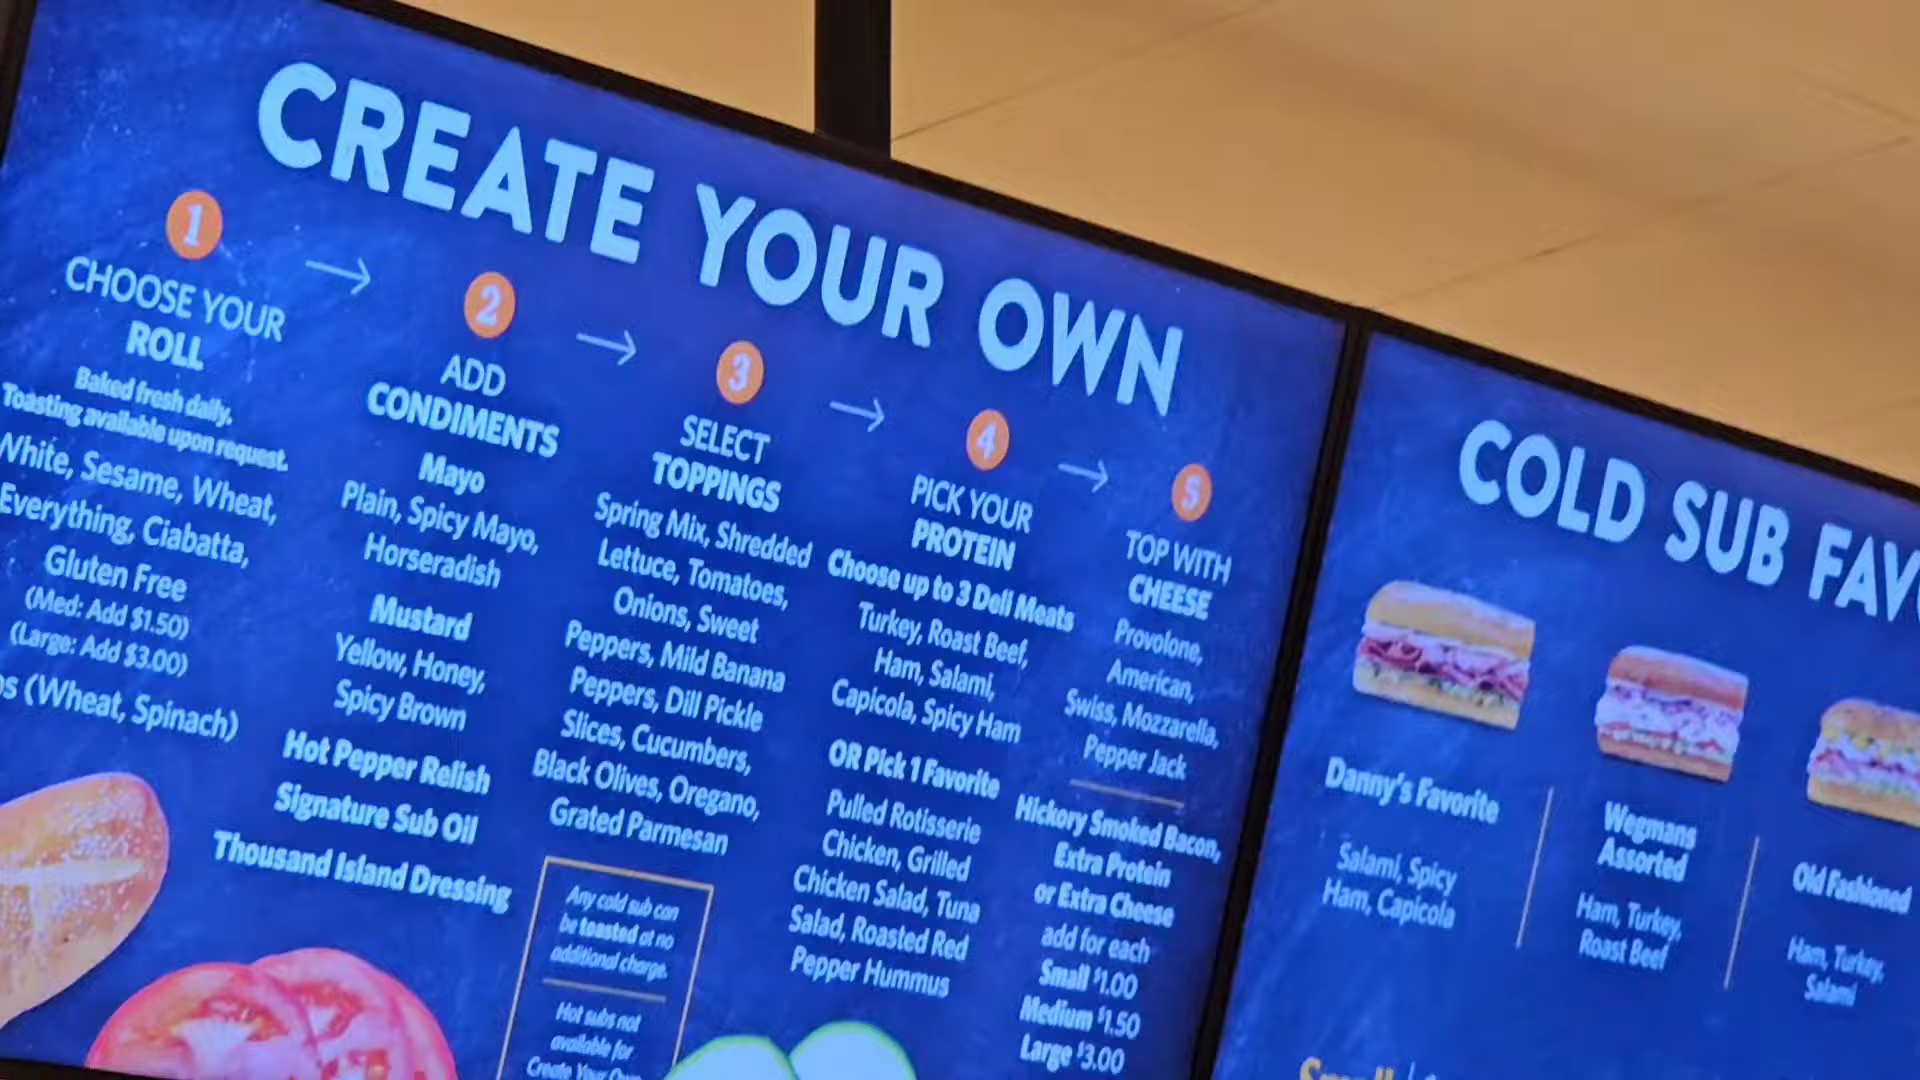 CREATE YOUR OWN
1
CHOOSE YOUR
ROLL
Baked fresh daily.
Toasting available upon request.
White, Sesame, Wheat,
Everything, Ciabatta,
Gluten Free
(Med: Add $1.50)
(Large: Add $3.00)
(Wheat, Spinach)
2
ADD
CONDIMENTS
Mayo
Plain, Spicy Mayo,
Horseradish
Mustard
Yellow, Honey,
Spicy Brown
Hot Pepper Relish
Signature Sub Oil
Thousand Island Dressing
3
SELECT
TOPPINGS
Spring Mix, Shredded
Lettuce, Tomatoes,
Onions, Sweet
Peppers, Mild Banana
Peppers, Dill Pickle
Slices, Cucumbers,
Black Olives, Oregano,
Grated Parmesan
Any cold sub can
be toasted at no
additional charge.
Hot subs not
available for
Create Your Own
4
PICK YOUR
PROTEIN
Choose up to 3 Deli Meats
Turkey, Roast Beef,
Ham, Salami,
Capicola, Spicy Ham
OR Pick 1 Favorite
Pulled Rotisserie
Chicken, Grilled
Chicken Salad, Tuna
Salad, Roasted Red
Pepper Hummus
5
TOP WITH
CHEESE
Provolone,
American,
Swiss, Mozzarella,
Pepper Jack
Hickory Smoked Bacon,
Extra Protein
or Extra Cheese
add for each
Small $1.00
Medium $1.50
Large $3.00
COLD SUB FAV
Danny's Favorite
Salami, Spicy
Ham, Capicola
Wegmans
Assorted
Ham, Turkey,
Roast Beef
Old Fashioned
Ham, Turkey,
Salami